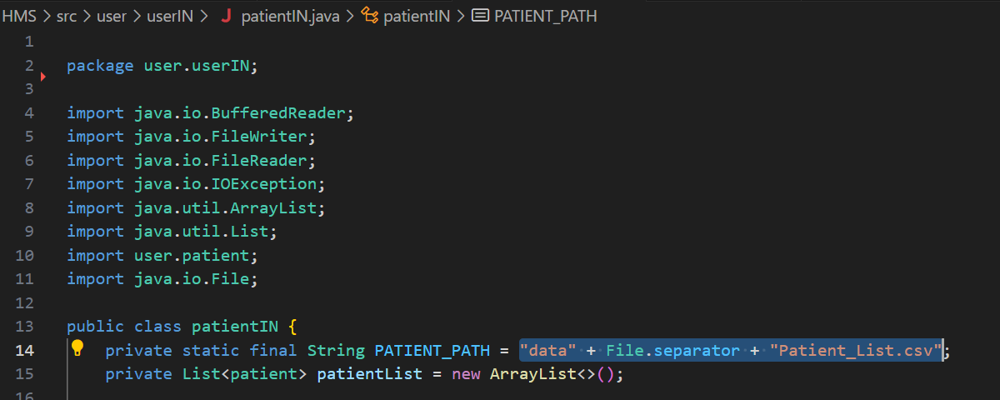 HMS > src > user > userIN > J patientIN.java > patientIN > PATIENT_PATH
1
2 package user.userIN;
3
4 import java.io.BufferedReader;
5 import java.io.FileWriter;
6 import java.io.FileReader;
7 import java.io.IOException;
8 import java.util.ArrayList;
9 import java.util.List;
10 import user.patient;
11 import java.io.File;
12
13 public class patientIN {
14 private static final String PATIENT_PATH = "data" + File.separator + "Patient_List.csv";
15 private List<patient> patientList = new ArrayList<>();
16